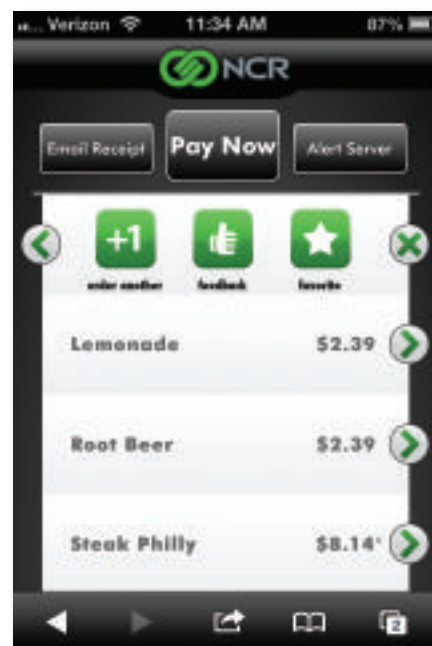 Verizon 11:34 AM 87%
NCR
Email Receipt Pay Now Alert Server
+1
order another feedback favorite
Lemonade $2.39
Root Beer $2.39
Steak Philly $8.14*
2